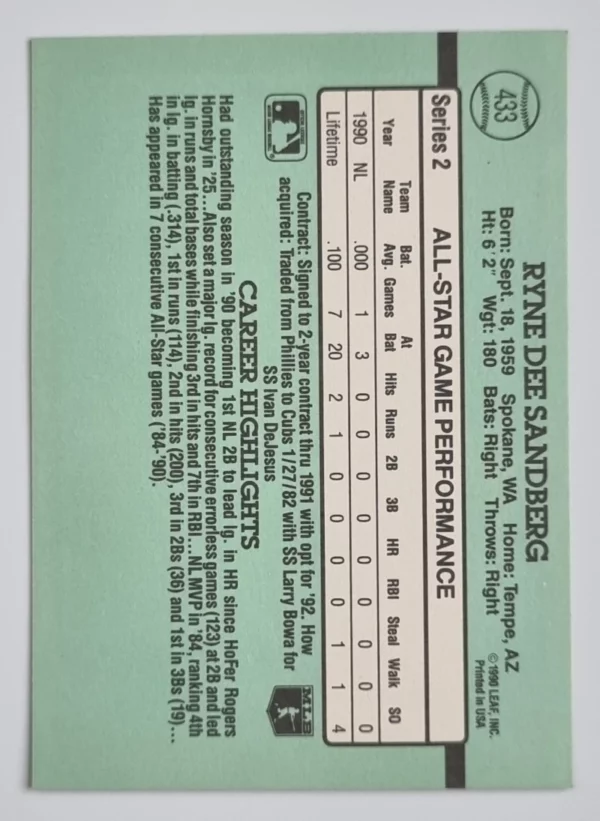 433
RYNE DEE SANDBERG
Born: Sept. 18, 1959 Spokane, WA Home: Tempe, AZ
Ht: 6'2" Wgt: 180 Bats: Right Throws: Right
©1990 LEAF, INC.
Printed in USA
Series 2 ALL-STAR GAME PERFORMANCE
Year Team Name Bat. Avg. Games At Bat Hits Runs 2B 3B HR RBI Steal Walk SO
1990 NL .000 1 3 0 0 0 0 0 0 0 0 0
Lifetime .100 7 20 2 1 0 0 0 0 1 1 4
Contract: Signed to 2-year contract thru 1991 with opt for '92. How
acquired: Traded from Phillies to Cubs 1/27/82 with SS Larry Bowa for
SS Ivan DeJesus
MLB
CAREER HIGHLIGHTS
Had outstanding season in '90 becoming 1st NL 2B to lead lg. in HR since HoFer Rogers
Hornsby in '25...Also set a major lg. record for consecutive errorless games (123) at 2B and led
lg. in runs and total bases while finishing 3rd in hits and 7th in RBI...NL MVP in '84, ranking 4th
in lg. in batting (.314), 1st in runs (114), 2nd in hits (200), 3rd in 2Bs (36) and 1st in 3Bs (19)...
Has appeared in 7 consecutive All-Star games ('84-'90).